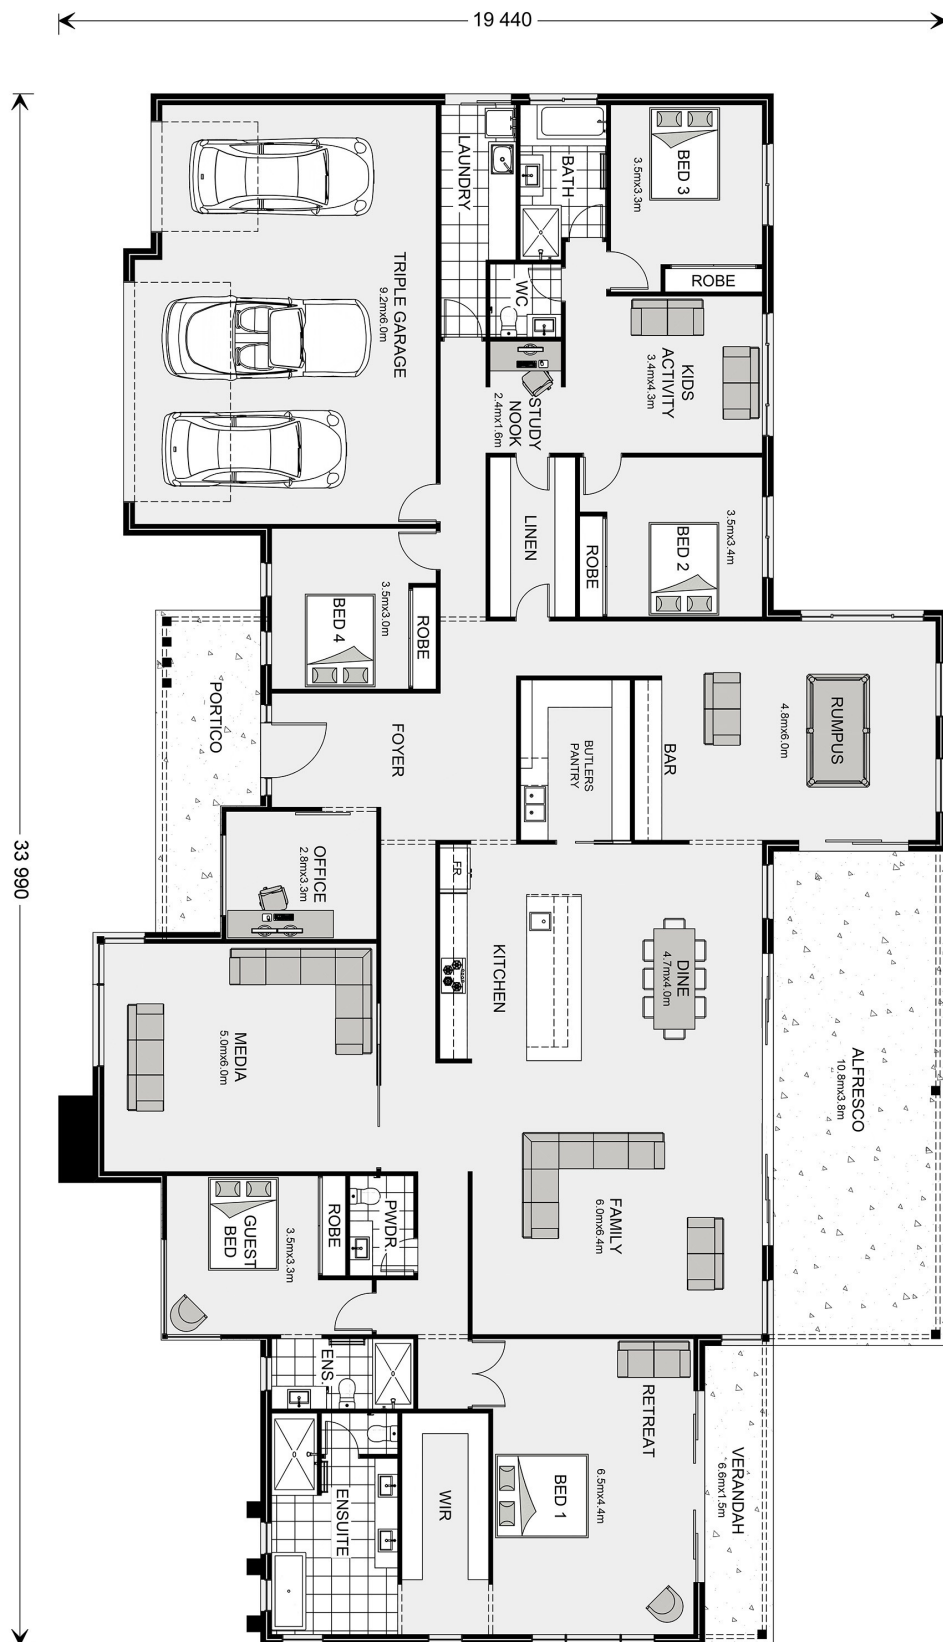 19 440
33 990
BED 3
3.5mx3.3m
BATH
LAUNDRY
TRIPLE GARAGE
9.2mx6.0m
ROBE
WC
KIDS
ACTIVITY
3.4mx4.3m
STUDY
NOOK
2.4mx1.6m
LINEN
BED 2
3.5mx3.4m
ROBE
BED 4
3.5mx3.0m
ROBE
PORTICO
FOYER
BUTLERS
PANTRY
BAR
RUMPUS
4.8mx6.0m
OFFICE
2.8mx3.3m
FR
KITCHEN
DINE
4.7mx4.0m
ALFRESCO
10.8mx3.8m
MEDIA
5.0mx6.0m
FAMILY
6.0mx6.4m
GUEST
BED
3.5mx3.3m
ROBE
PWDR.
ENS.
RETREAT
VERANDAH
6.6mx1.5m
BED 1
6.5mx4.4m
WIR
ENSUITE